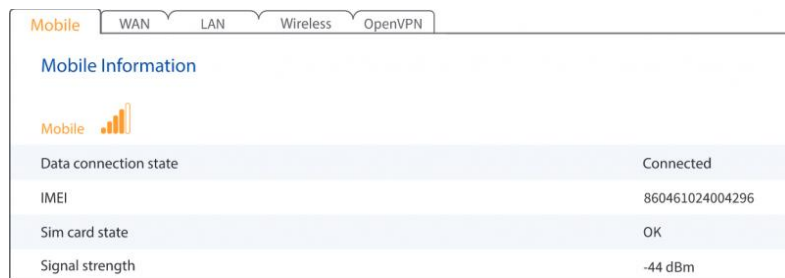 Mobile WAN LAN Wireless OpenVPN
Mobile Information
Mobile
Data connection state Connected
IMEI 860461024004296
Sim card state OK
Signal strength -44 dBm